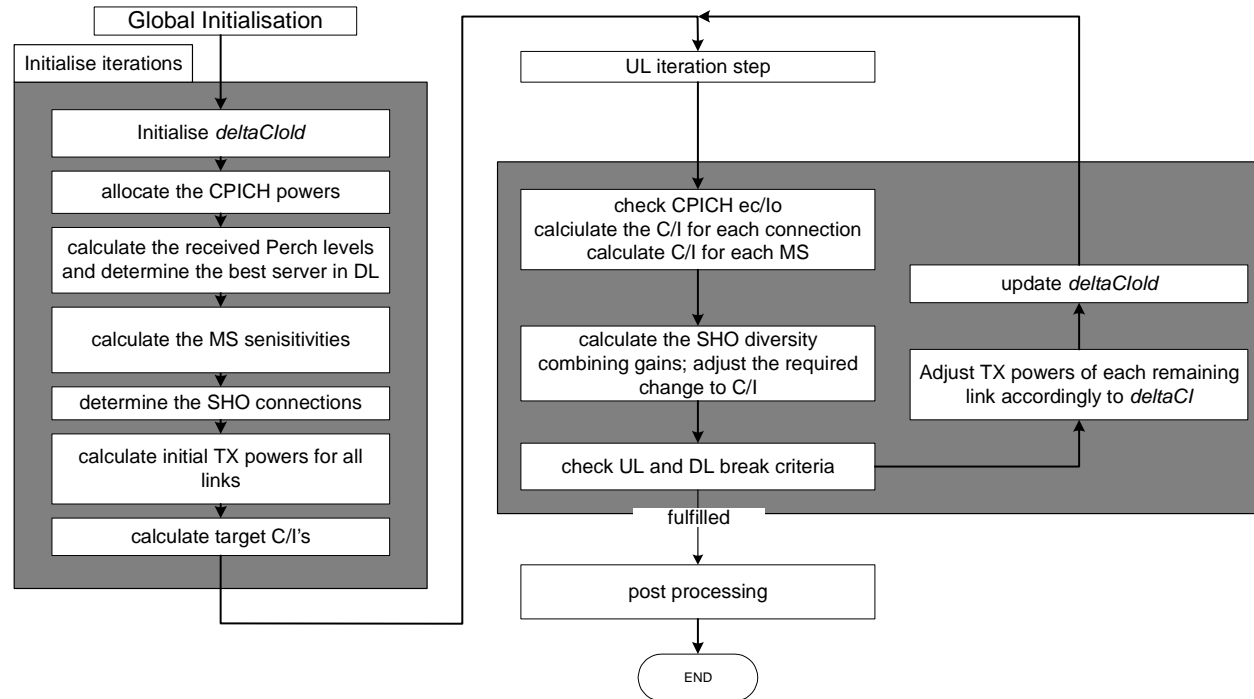 Global Initialisation
Initialise iterations
Initialise deltaCIold
allocate the CPICH powers
calculate the received Perch levels
and determine the best server in DL
calculate the MS senisitivities
determine the SHO connections
calculate initial TX powers for all
links
calculate target C/I's
UL iteration step
check CPICH ec/Io
calciulate the C/I for each connection
calculate C/I for each MS
calculate the SHO diversity
combining gains; adjust the required
change to C/I
check UL and DL break criteria
fulfilled
post processing
END
update deltaCIold
Adjust TX powers of each remaining
link accordingly to deltaCI